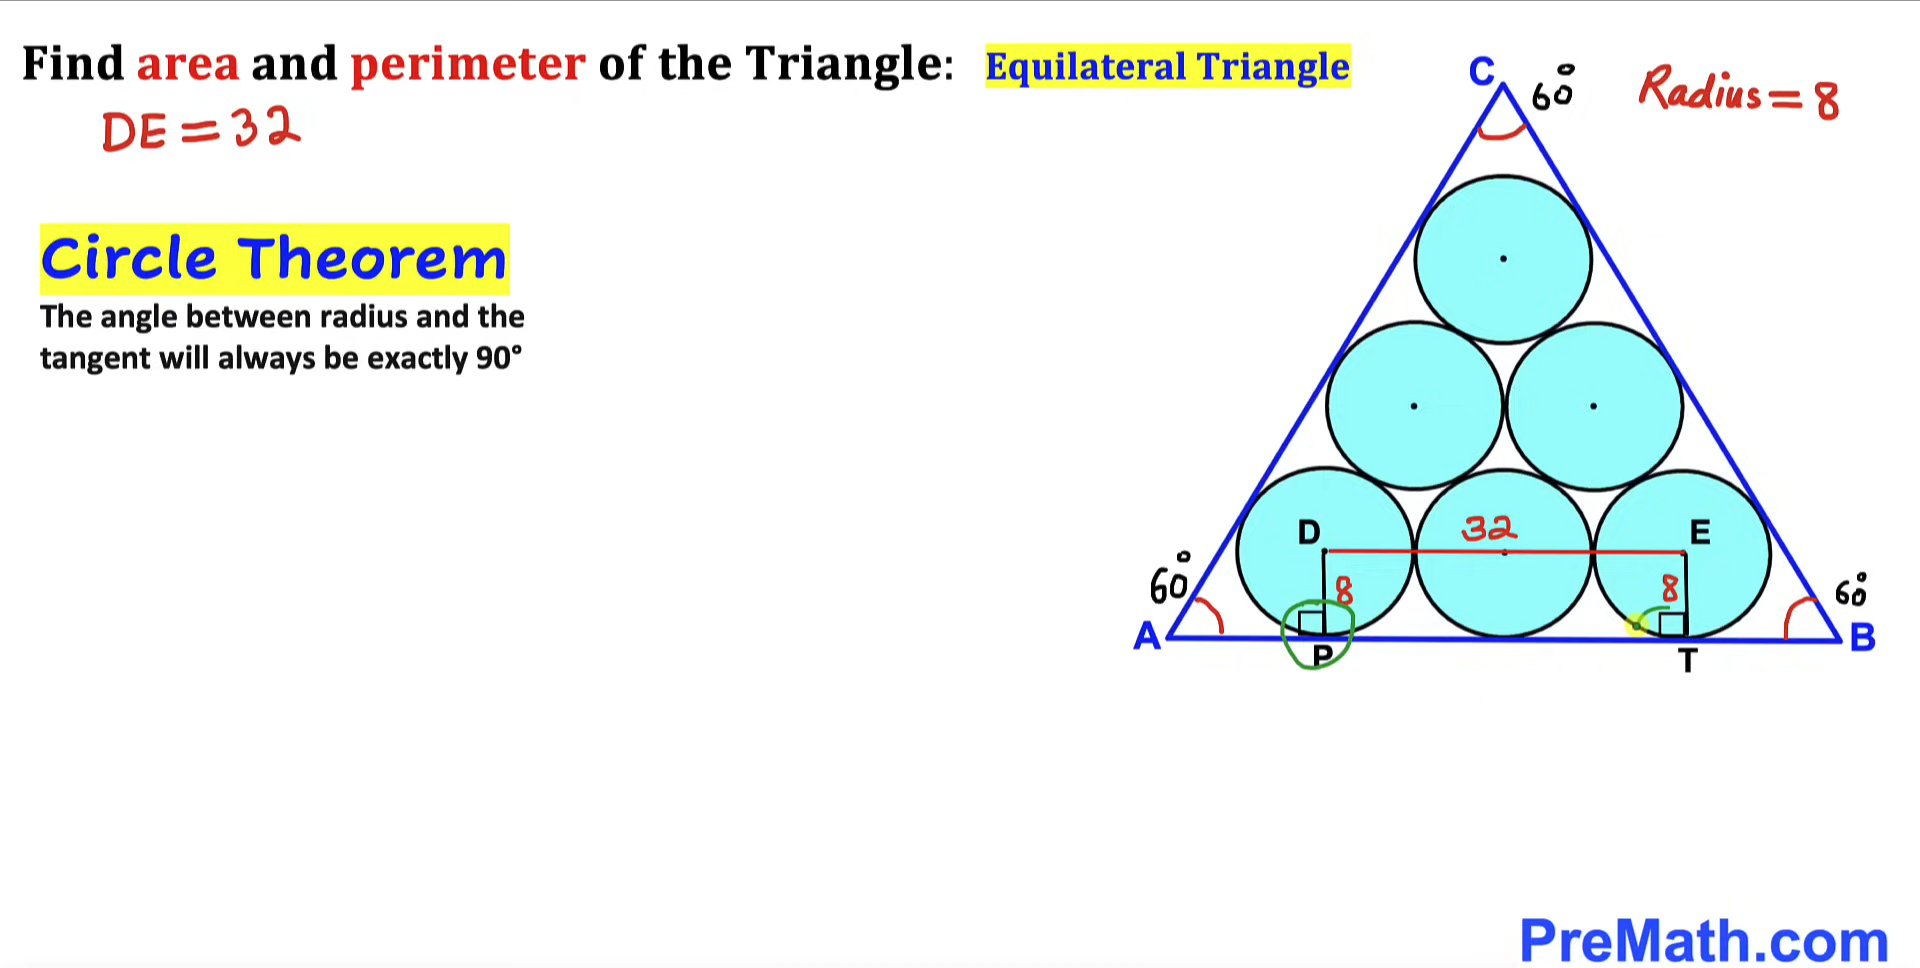 Find area and perimeter of the Triangle: Equilateral Triangle
DE = 32
Circle Theorem
The angle between radius and the
tangent will always be exactly 90°
C 60° Radius = 8
D 32 E
60° 8 8 60°
A P T B
PreMath.com